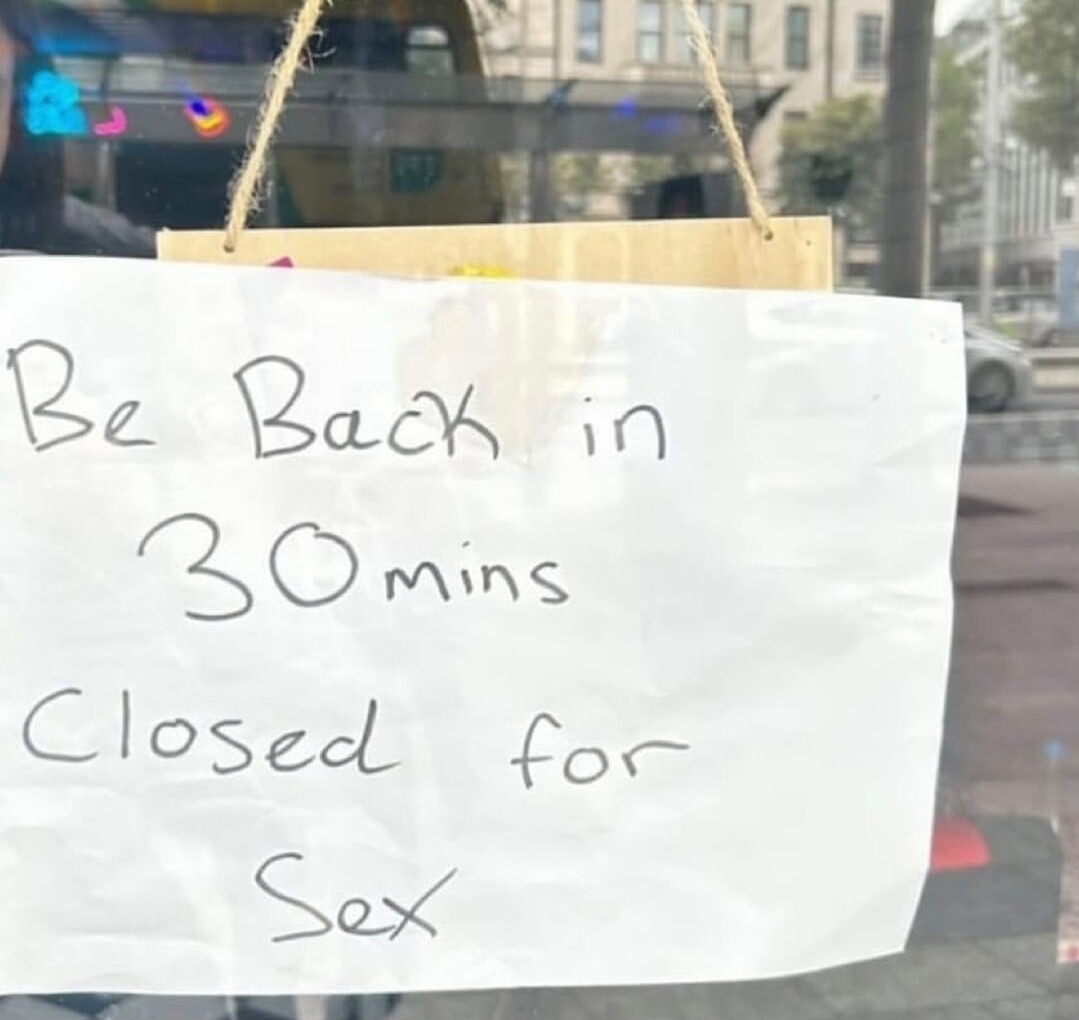 Be Back in
30mins
Closed for
Sex